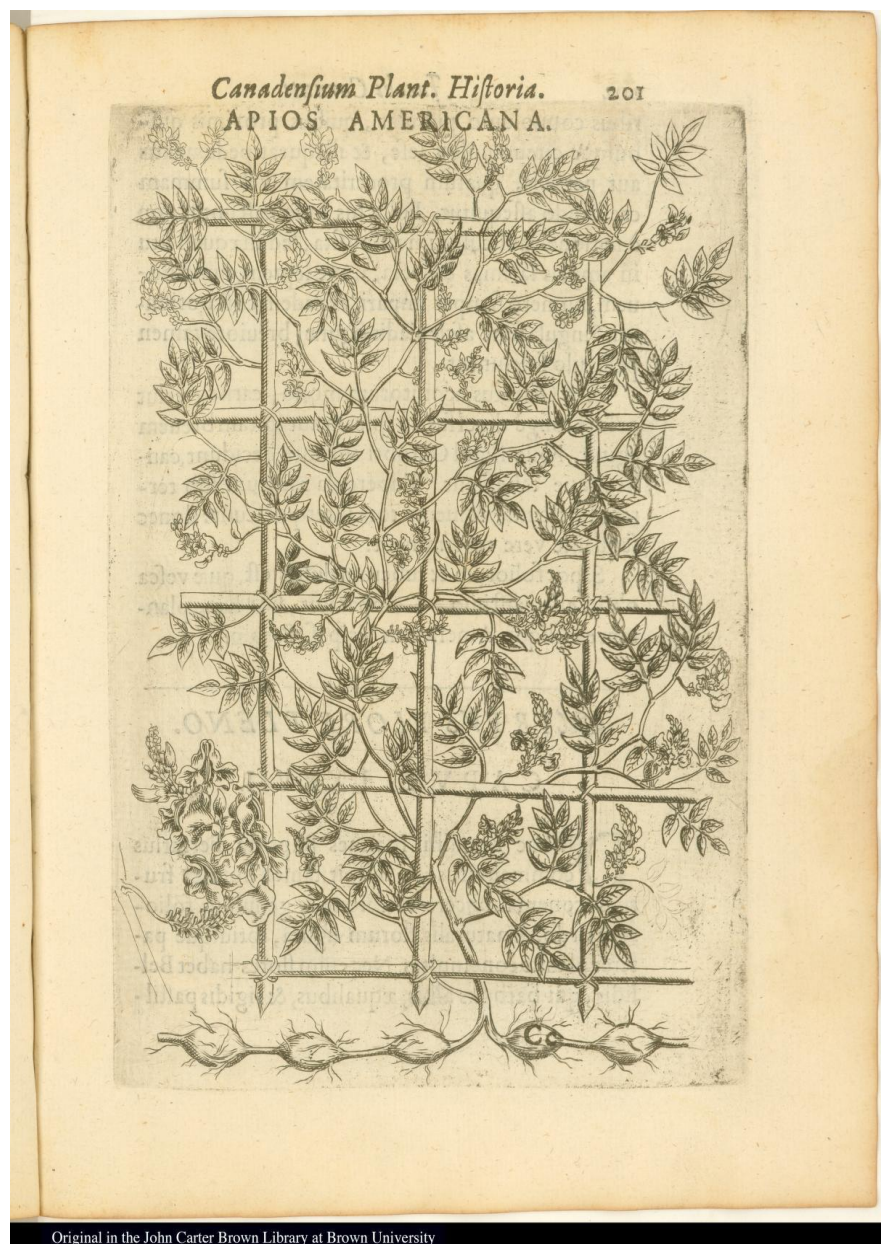 Canadenſium Plant. Hiſtoria. 201
APIOS AMERICANA.
Cc
Original in the John Carter Brown Library at Brown University